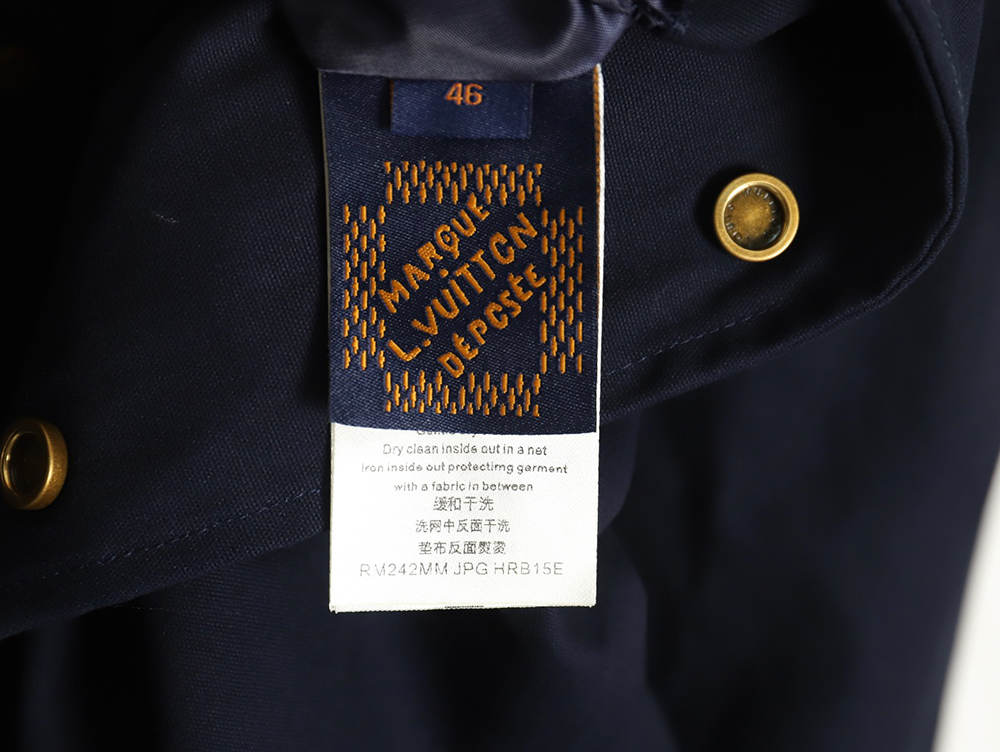 46
MARQUE
L.VUITTON
DÉPOSÉE
Dry clean inside out in a net
Iron inside out protectirng garment
with a fabric in between
缓和干洗
洗网中反面干洗
垫布反面熨烫
RM242MM JPG HRB15E